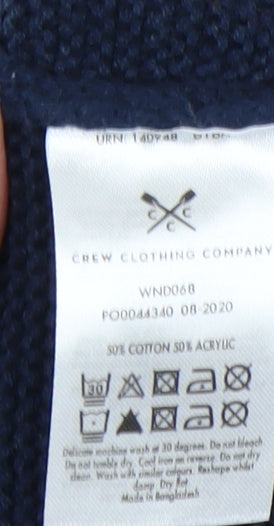 URN: 140948
C C C
CREW CLOTHING COMPANY
WND068
PO0044340 08-2020
50% COTTON 50% ACRYLIC
30
Delicate machine wash at 30 degrees. Do not bleach
Do not tumble dry. Cool iron on reverse. Do not dry
clean. Wash with similar colours. Reshape whilst
damp. Dry flat
Made in Bangladesh